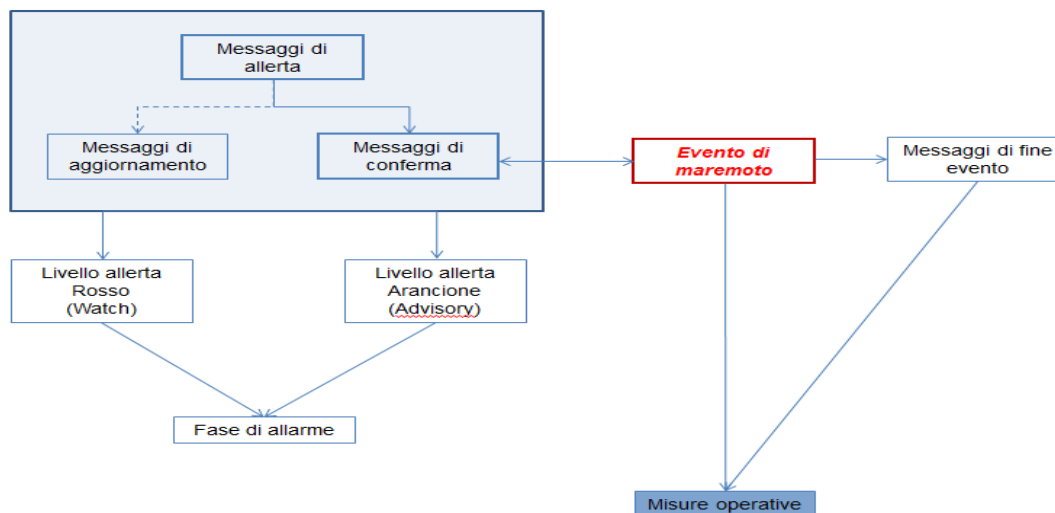 Messaggi di
allerta
Messaggi di
aggiornamento
Messaggi di
conferma
Evento di
maremoto
Messaggi di fine
evento
Livello allerta
Rosso
(Watch)
Livello allerta
Arancione
(Advisory)
Fase di allarme
Misure operative